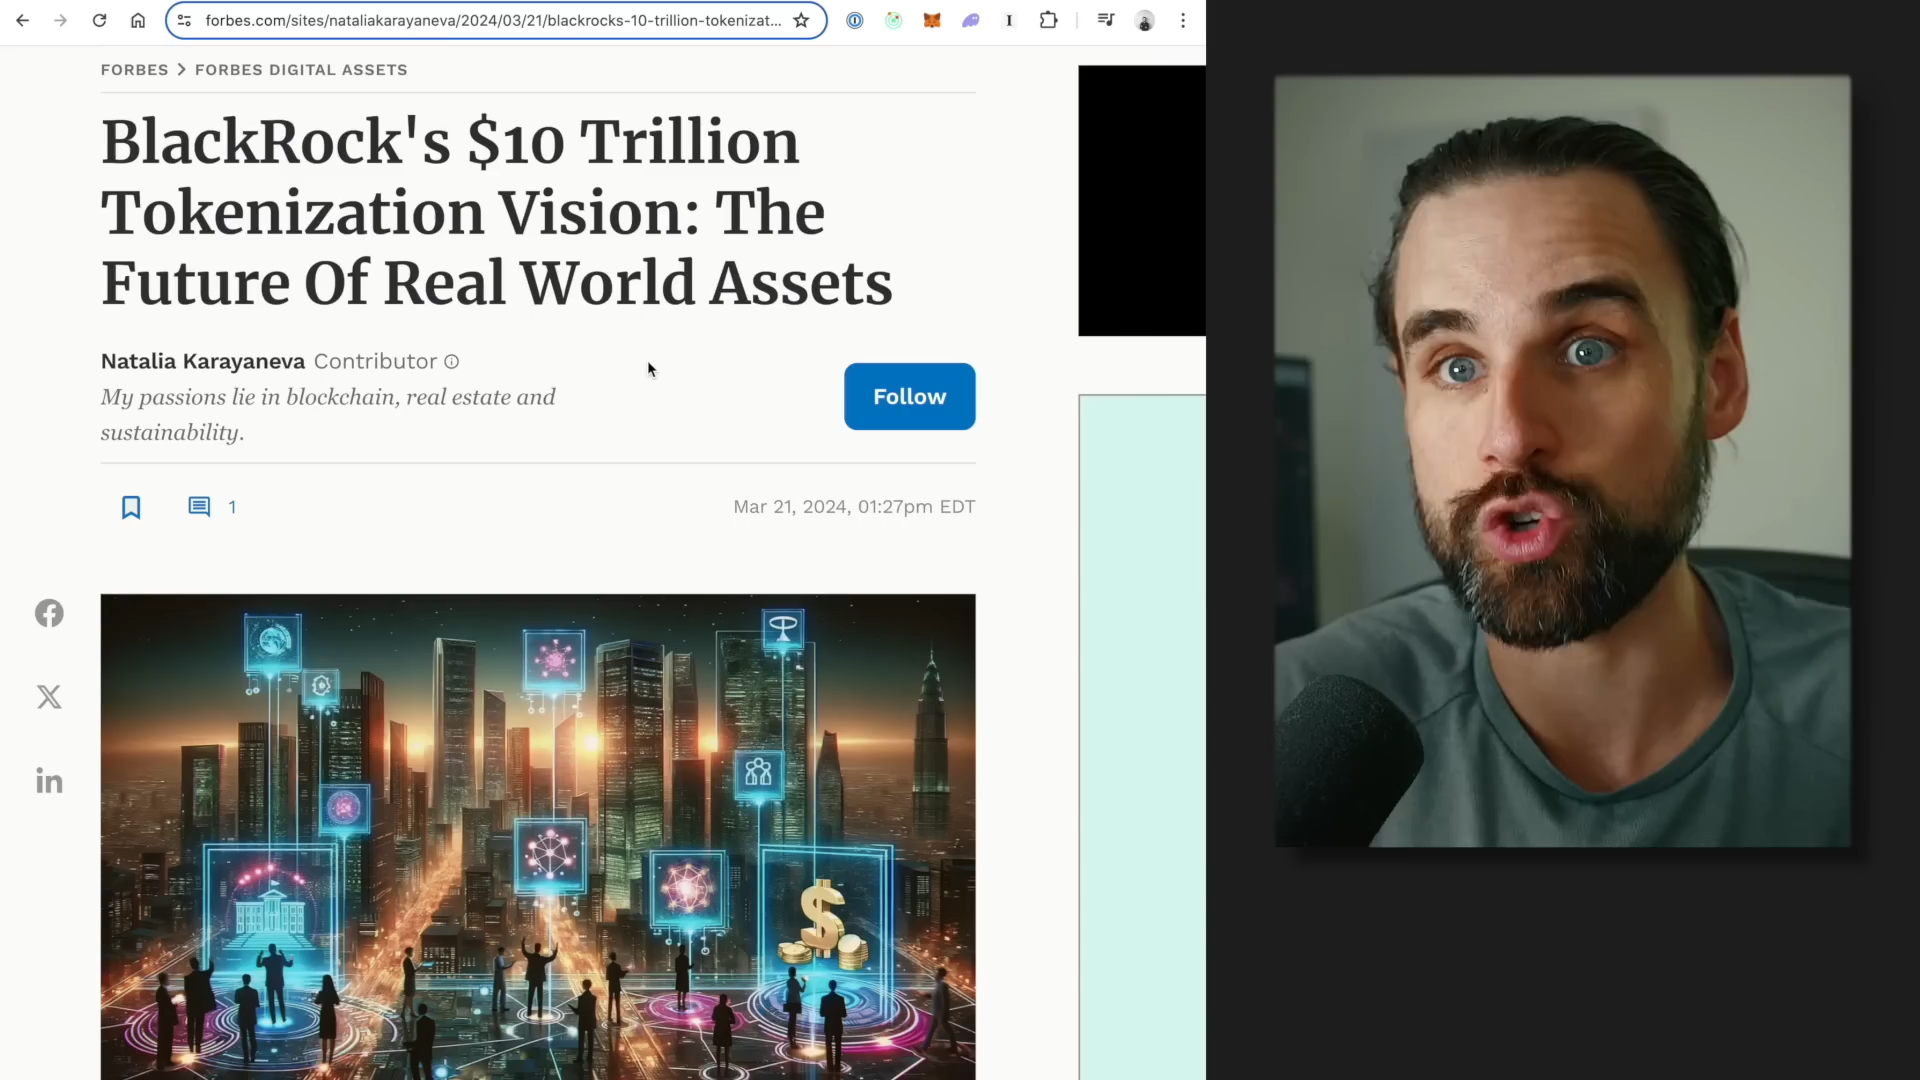 forbes.com/sites/nataliakarayaneva/2024/03/21/blackrocks-10-trillion-tokenizat...
FORBES > FORBES DIGITAL ASSETS
BlackRock's $10 Trillion
Tokenization Vision: The
Future Of Real World Assets
Natalia Karayaneva Contributor
My passions lie in blockchain, real estate and
sustainability.
Follow
1
Mar 21, 2024, 01:27pm EDT